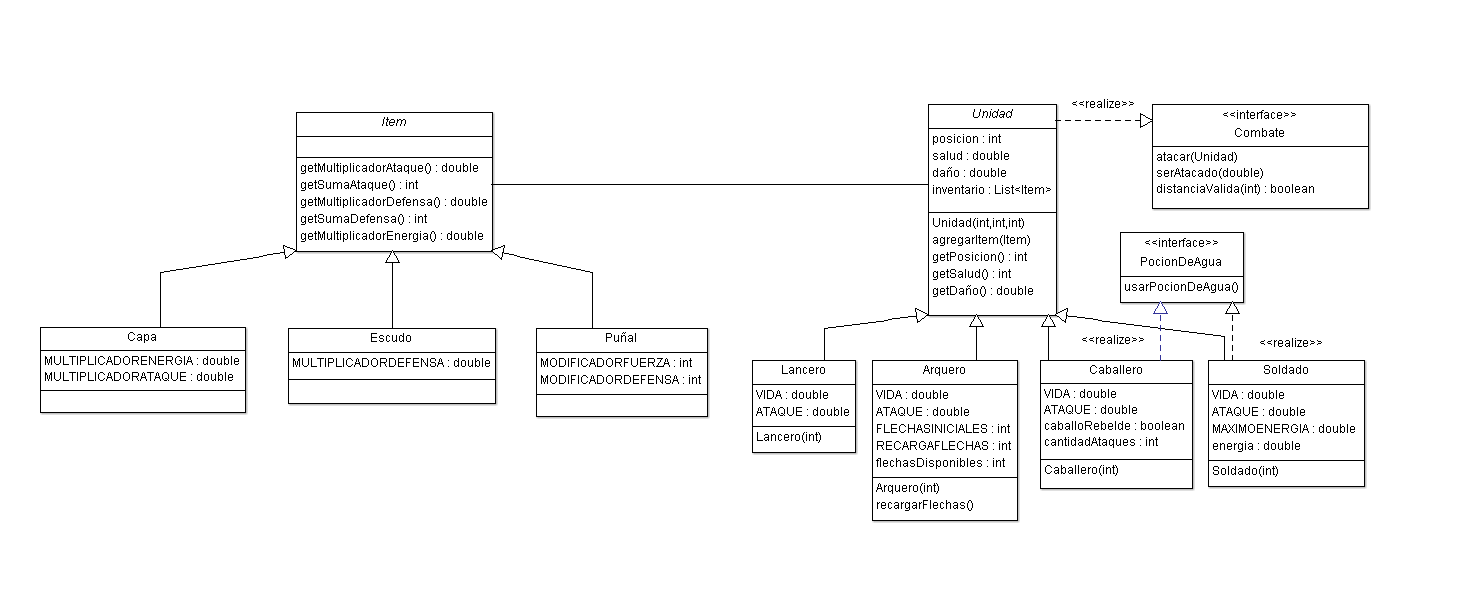 Item
getMultiplicadorAtaque() : double
getSumaAtaque() : int
getMultiplicadorDefensa() : double
getSumaDefensa() : int
getMultiplicadorEnergia() : double
Capa
MULTIPLICADORENERGIA : double
MULTIPLICADORATAQUE : double
Escudo
MULTIPLICADORDEFENSA : double
Puñal
MODIFICADORFUERZA : int
MODIFICADORDEFENSA : int
Unidad
posicion : int
salud : double
daño : double
inventario : List<Item>
Unidad(int,int,int)
agregarItem(Item)
getPosicion() : int
getSalud() : int
getDaño() : double
<<realize>>
<<interface>>
Combate
atacar(Unidad)
serAtacado(double)
distanciaValida(int) : boolean
<<interface>>
PocionDeAgua
usarPocionDeAgua()
<<realize>>
<<realize>>
Lancero
VIDA : double
ATAQUE : double
Lancero(int)
Arquero
VIDA : double
ATAQUE : double
FLECHASINICIALES : int
RECARGAFLECHAS : int
flechasDisponibles : int
Arquero(int)
recargarFlechas()
Caballero
VIDA : double
ATAQUE : double
caballoRebelde : boolean
cantidadAtaques : int
Caballero(int)
Soldado
VIDA : double
ATAQUE : double
MAXIMOENERGIA : double
energia : double
Soldado(int)